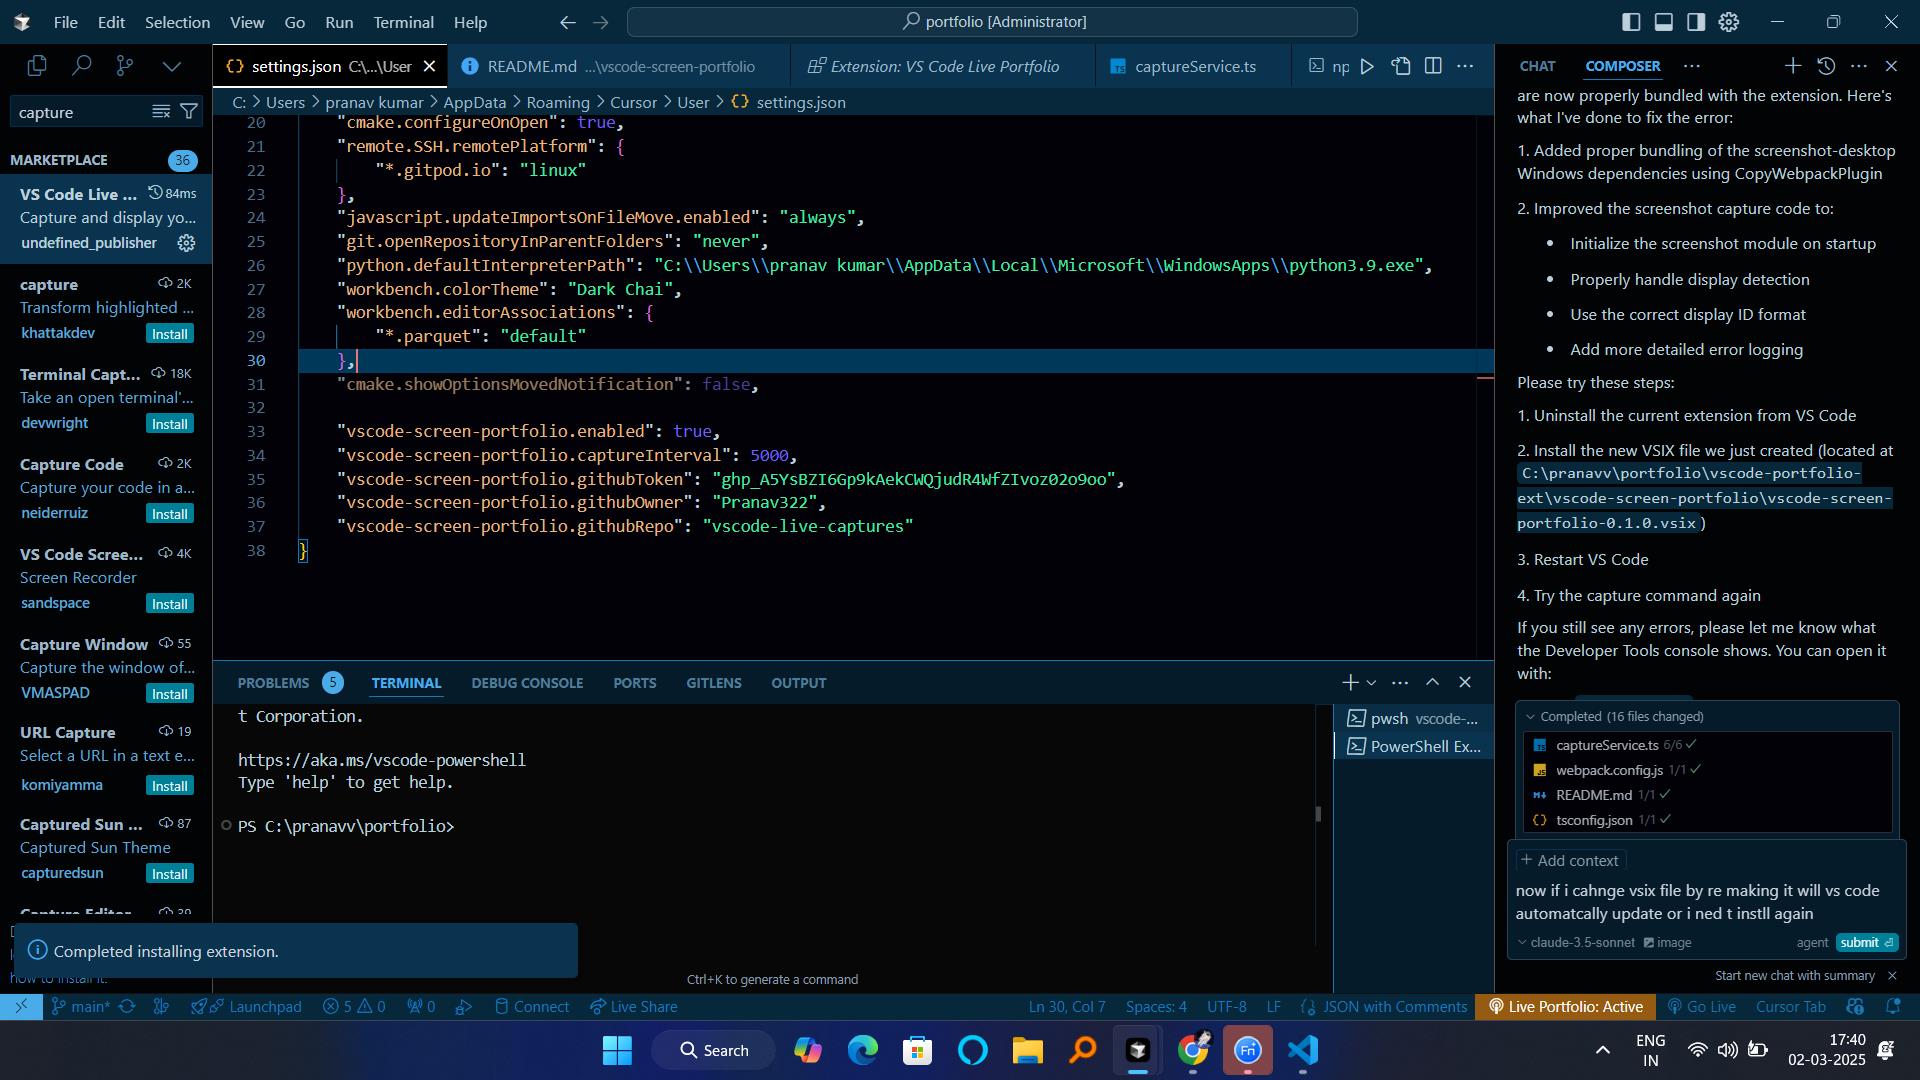 File Edit Selection View Go Run Terminal Help
portfolio [Administrator]
capture
MARKETPLACE 36
VS Code Live ... 84ms
Capture and display yo...
undefined_publisher
capture 2K
Transform highlighted ...
khattakdev Install
Terminal Capt... 18K
Take an open terminal'...
devwright Install
Capture Code 2K
Capture your code in a...
neiderruiz Install
VS Code Scree... 4K
Screen Recorder
sandspace Install
Capture Window 55
Capture the window of...
VMASPAD Install
URL Capture 19
Select a URL in a text e...
komiyamma Install
Captured Sun ... 87
Captured Sun Theme
capturedsun Install
Capture Editor 39
how to install it.
Completed installing extension.
settings.json C:\...\User
README.md ...\vscode-screen-portfolio
Extension: VS Code Live Portfolio
captureService.ts
np
C: > Users > pranav kumar > AppData > Roaming > Cursor > User > {} settings.json
20 "cmake.configureOnOpen": true,
21 "remote.SSH.remotePlatform": {
22 "*.gitpod.io": "linux"
23 },
24 "javascript.updateImportsOnFileMove.enabled": "always",
25 "git.openRepositoryInParentFolders": "never",
26 "python.defaultInterpreterPath": "C:\\Users\\pranav kumar\\AppData\\Local\\Microsoft\\WindowsApps\\python3.9.exe",
27 "workbench.colorTheme": "Dark Chai",
28 "workbench.editorAssociations": {
29 "*.parquet": "default"
30 },
31 "cmake.showOptionsMovedNotification": false,
32
33 "vscode-screen-portfolio.enabled": true,
34 "vscode-screen-portfolio.captureInterval": 5000,
35 "vscode-screen-portfolio.githubToken": "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",
36 "vscode-screen-portfolio.githubOwner": "Pranav322",
37 "vscode-screen-portfolio.githubRepo": "vscode-live-captures"
38 }
PROBLEMS 5 TERMINAL DEBUG CONSOLE PORTS GITLENS OUTPUT
t Corporation.
https://aka.ms/vscode-powershell
Type 'help' to get help.
PS C:\pranavv\portfolio>
Ctrl+K to generate a command
pwsh vscode-...
PowerShell Ex...
CHAT COMPOSER
are now properly bundled with the extension. Here's
what I've done to fix the error:
1. Added proper bundling of the screenshot-desktop
Windows dependencies using CopyWebpackPlugin
2. Improved the screenshot capture code to:
• Initialize the screenshot module on startup
• Properly handle display detection
• Use the correct display ID format
• Add more detailed error logging
Please try these steps:
1. Uninstall the current extension from VS Code
2. Install the new VSIX file we just created (located at
C:\pranavv\portfolio\vscode-portfolio-
ext\vscode-screen-portfolio\vscode-screen-
portfolio-0.1.0.vsix )
3. Restart VS Code
4. Try the capture command again
If you still see any errors, please let me know what
the Developer Tools console shows. You can open it
with:
Completed (16 files changed)
captureService.ts 6/6
webpack.config.js 1/1
README.md 1/1
tsconfig.json 1/1
+ Add context
now if i cahnge vsix file by re making it will vs code
automatcally update or i ned t instll again
claude-3.5-sonnet image agent submit
Start new chat with summary
main* Launchpad 5 0 0 Connect Live Share Ln 30, Col 7 Spaces: 4 UTF-8 LF {} JSON with Comments Live Portfolio: Active Go Live Cursor Tab
Search
Fn
ENG
IN
17:40
02-03-2025